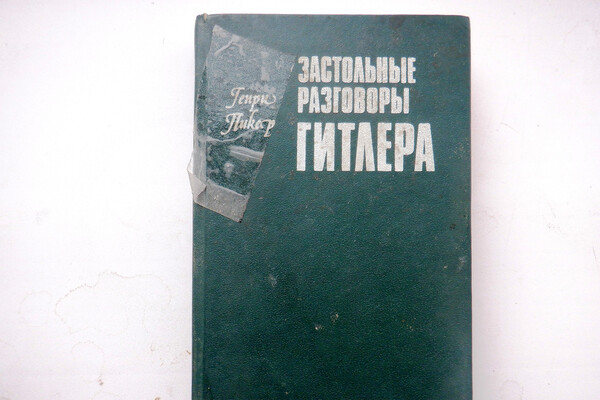 Генри
Пикер
ЗАСТОЛЬНЫЕ
РАЗГОВОРЫ
ГИТЛЕРА